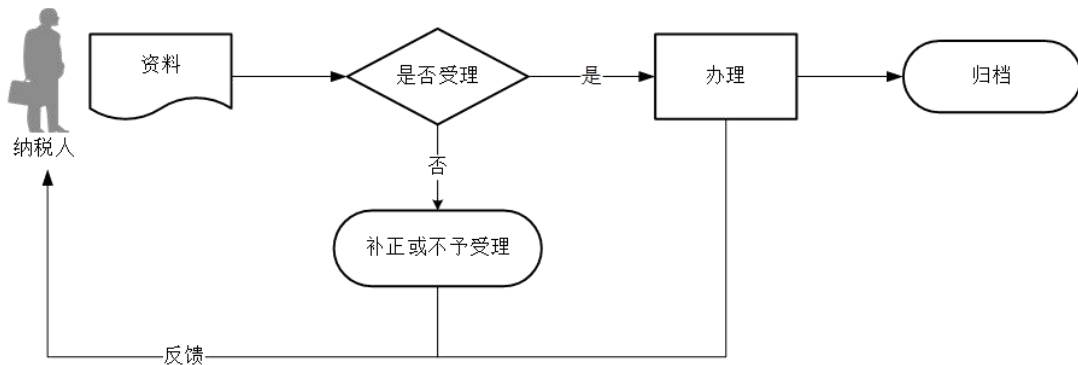 资料
是否受理
是
办理
归档
纳税人
否
补正或不予受理
反馈